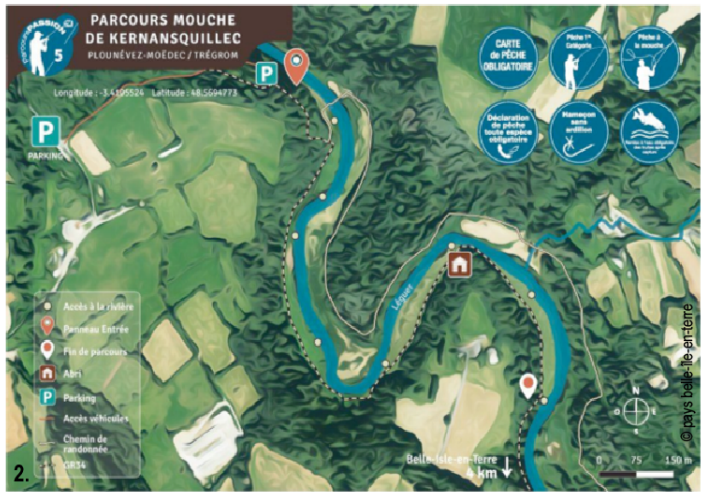 PARCOURS MOUCHE
DE KERNANSQUILLEC
PLOUNÉVEZ-MOËDEC / TRÉGROM
Parcours
PASSION
5
Longitude : -3.4195524 Latitude : 48.5694773
P
P
PARKING
CARTE
de PÊCHE
OBLIGATOIRE
Pêche 1re
Catégorie
Pêche à
la mouche
Déclaration
de pêche
toute espèce
obligatoire
Hameçon
sans
ardillon
Léguer
Accès à la rivière
Panneau Entrée
Fin de parcours
Abri
P Parking
Accès véhicules
Chemin de
randonnée
GR34
Belle-Isle-en-Terre
4 km
N
O E
S
0 75 150 m
©pays belle-île-en-terre
2.